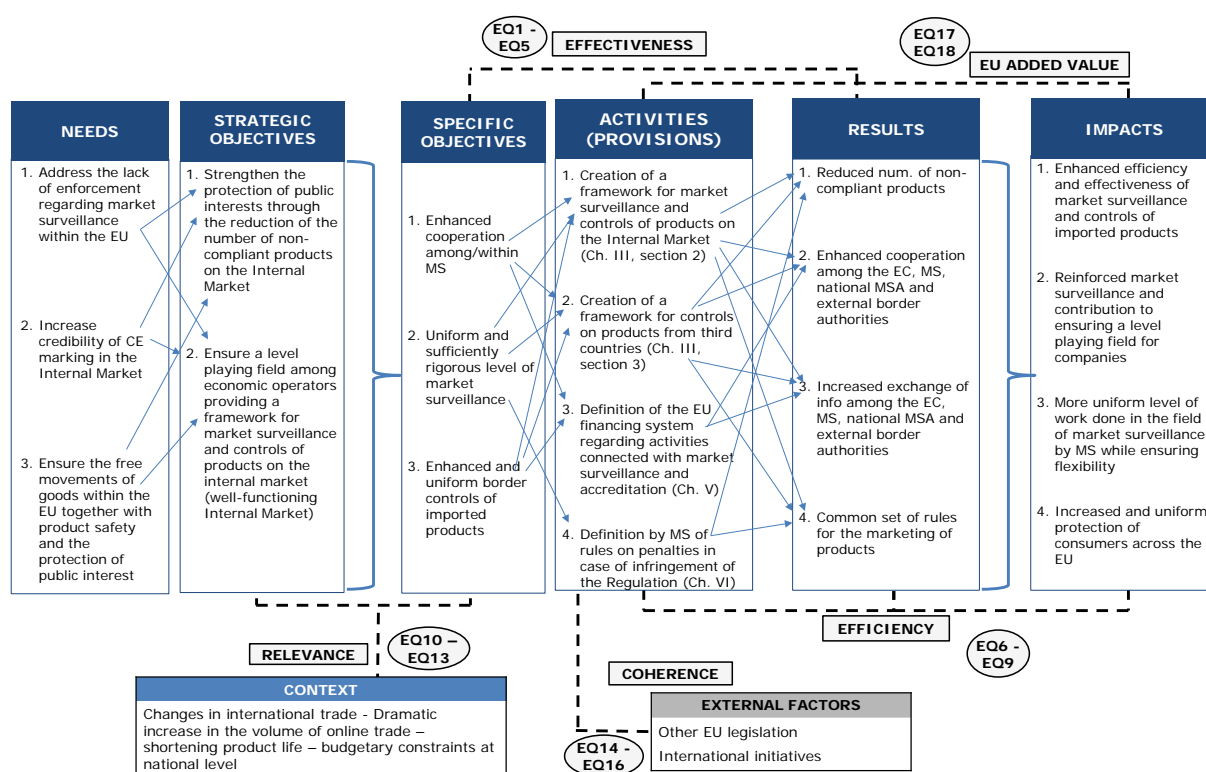 EQ1 -
EQ5
EFFECTIVENESS
EQ17
EQ18
EU ADDED VALUE
NEEDS
1. Address the lack
of enforcement
regarding market
surveillance
within the EU
2. Increase
credibility of CE
marking in the
Internal Market
3. Ensure the free
movements of
goods within the
EU together with
product safety
and the
protection of
public interest
STRATEGIC
OBJECTIVES
1. Strengthen the
protection of public
interests through
the reduction of the
number of non-
compliant products
on the Internal
Market
2. Ensure a level
playing field among
economic operators
providing a
framework for
market surveillance
and controls of
products on the
internal market
(well-functioning
Internal Market)
SPECIFIC
OBJECTIVES
1. Enhanced
cooperation
among/within
MS
2. Uniform and
sufficiently
rigorous level of
market
surveillance
3. Enhanced and
uniform border
controls of
imported
products
ACTIVITIES
(PROVISIONS)
1. Creation of a
framework for market
surveillance and
controls of products on
the Internal Market
(Ch. III, section 2)
2. Creation of a
framework for controls
on products from third
countries (Ch. III,
section 3)
3. Definition of the EU
financing system
regarding activities
connected with market
surveillance and
accreditation (Ch. V)
4. Definition by MS of
rules on penalties in
case of infringement of
the Regulation (Ch. VI)
RESULTS
1. Reduced num. of non-
compliant products
2. Enhanced cooperation
among the EC, MS,
national MSA and
external border
authorities
3. Increased exchange of
info among the EC,
MS, national MSA and
external border
authorities
4. Common set of rules
for the marketing of
products
IMPACTS
1. Enhanced efficiency
and effectiveness of
market surveillance
and controls of
imported products
2. Reinforced market
surveillance and
contribution to
ensuring a level
playing field for
companies
3. More uniform level of
work done in the field
of market surveillance
by MS while ensuring
flexibility
4. Increased and uniform
protection of
consumers across the
EU
RELEVANCE
EQ10 –
EQ13
EFFICIENCY
EQ6 –
EQ9
COHERENCE
EQ14 -
EQ16
CONTEXT
Changes in international trade - Dramatic
increase in the volume of online trade –
shortening product life – budgetary constraints at
national level
EXTERNAL FACTORS
Other EU legislation
International initiatives